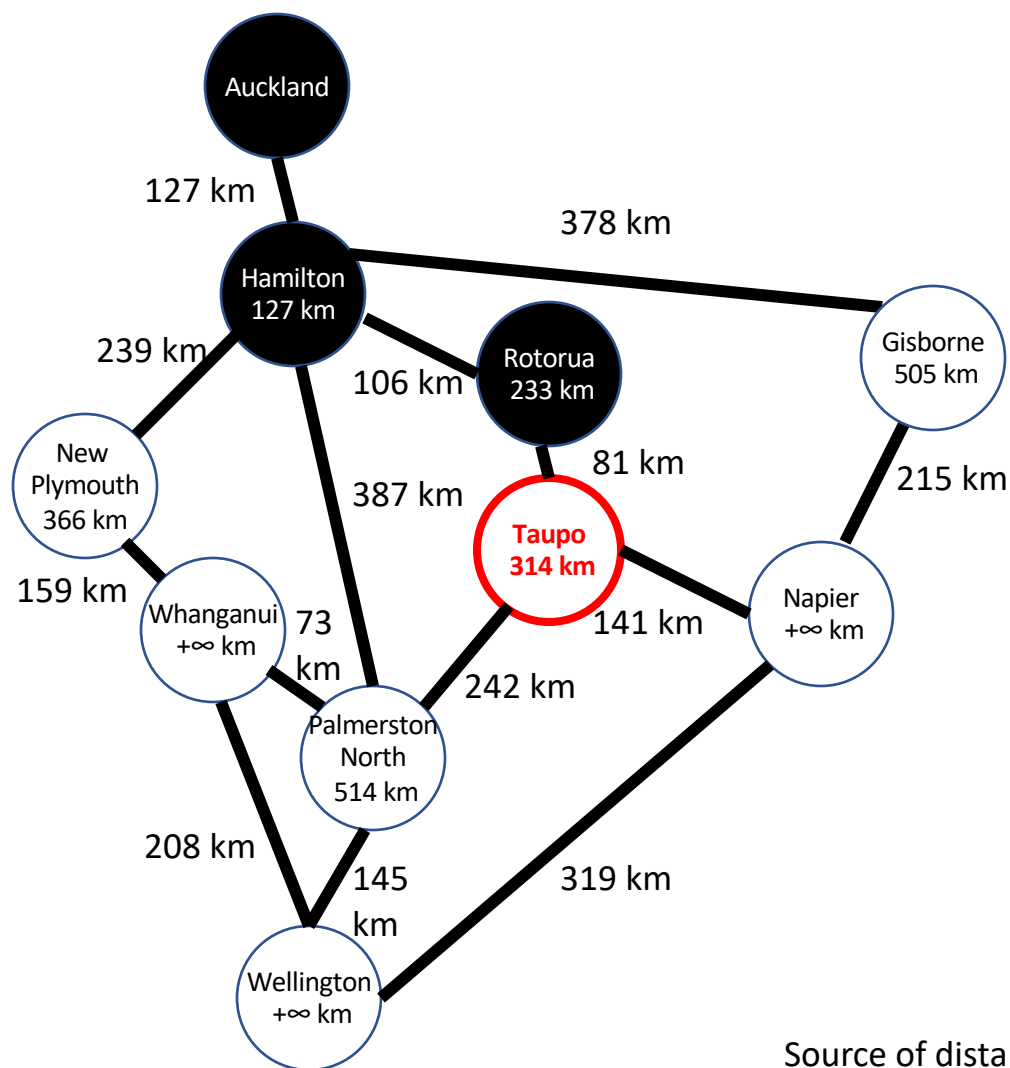 Auckland
127 km
378 km
Hamilton
127 km
239 km
106 km
Rotorua
233 km
Gisborne
505 km
New
Plymouth
366 km
387 km
81 km
215 km
Taupo
314 km
159 km
Whanganui
+∞ km
73
km
141 km
Napier
+∞ km
242 km
Palmerston
North
514 km
208 km
145
km
319 km
Wellington
+∞ km
Source of dista